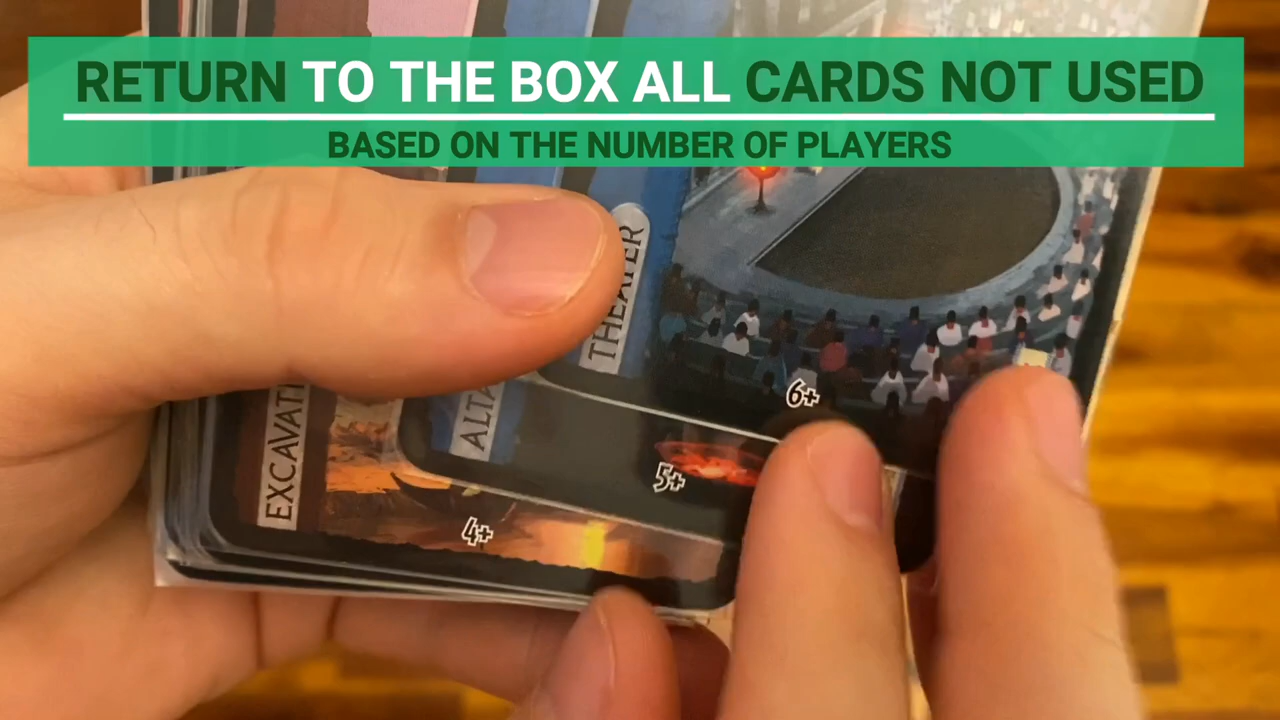 RETURN TO THE BOX ALL CARDS NOT USED
BASED ON THE NUMBER OF PLAYERS
THEATER
6+
5+
4+